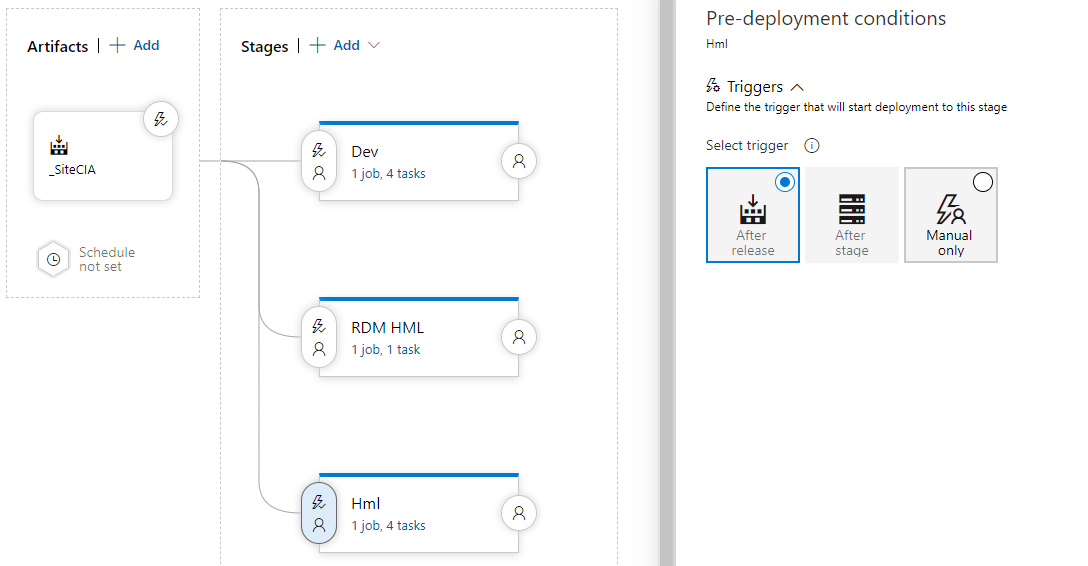 Artifacts | + Add
_SiteCIA
Schedule
not set
Stages | + Add
Dev
1 job, 4 tasks
RDM HML
1 job, 1 task
Hml
1 job, 4 tasks
Pre-deployment conditions
Hml
Triggers
Define the trigger that will start deployment to this stage
Select trigger
After
release
After
stage
Manual
only